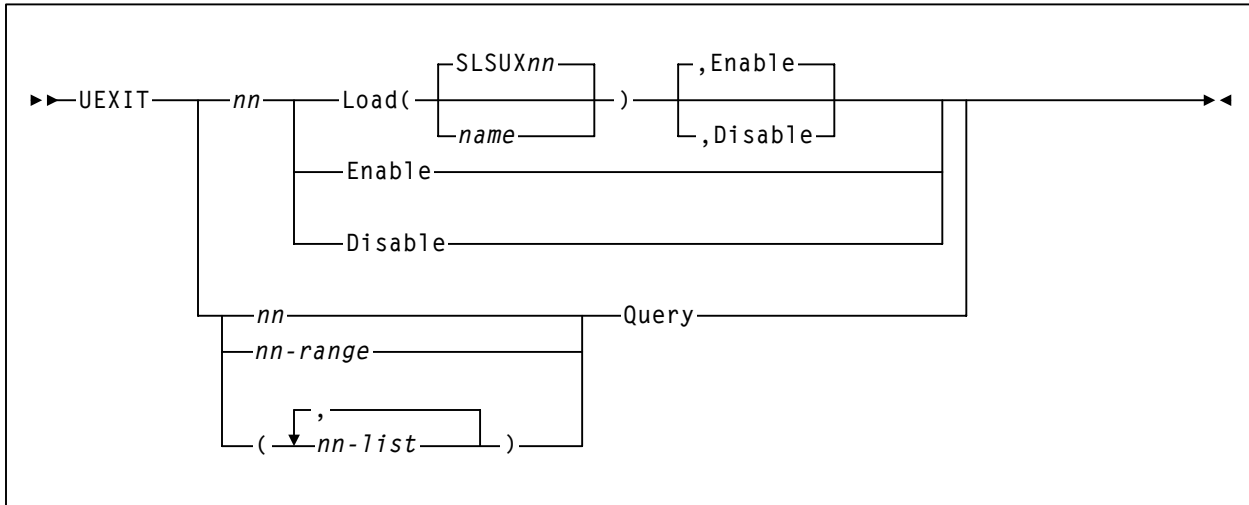 SLSUXnn ,Enable
►►UEXIT nn Load( ) ►◄
name ,Disable
Enable
Disable
nn Query
nn-range
,
( nn-list )